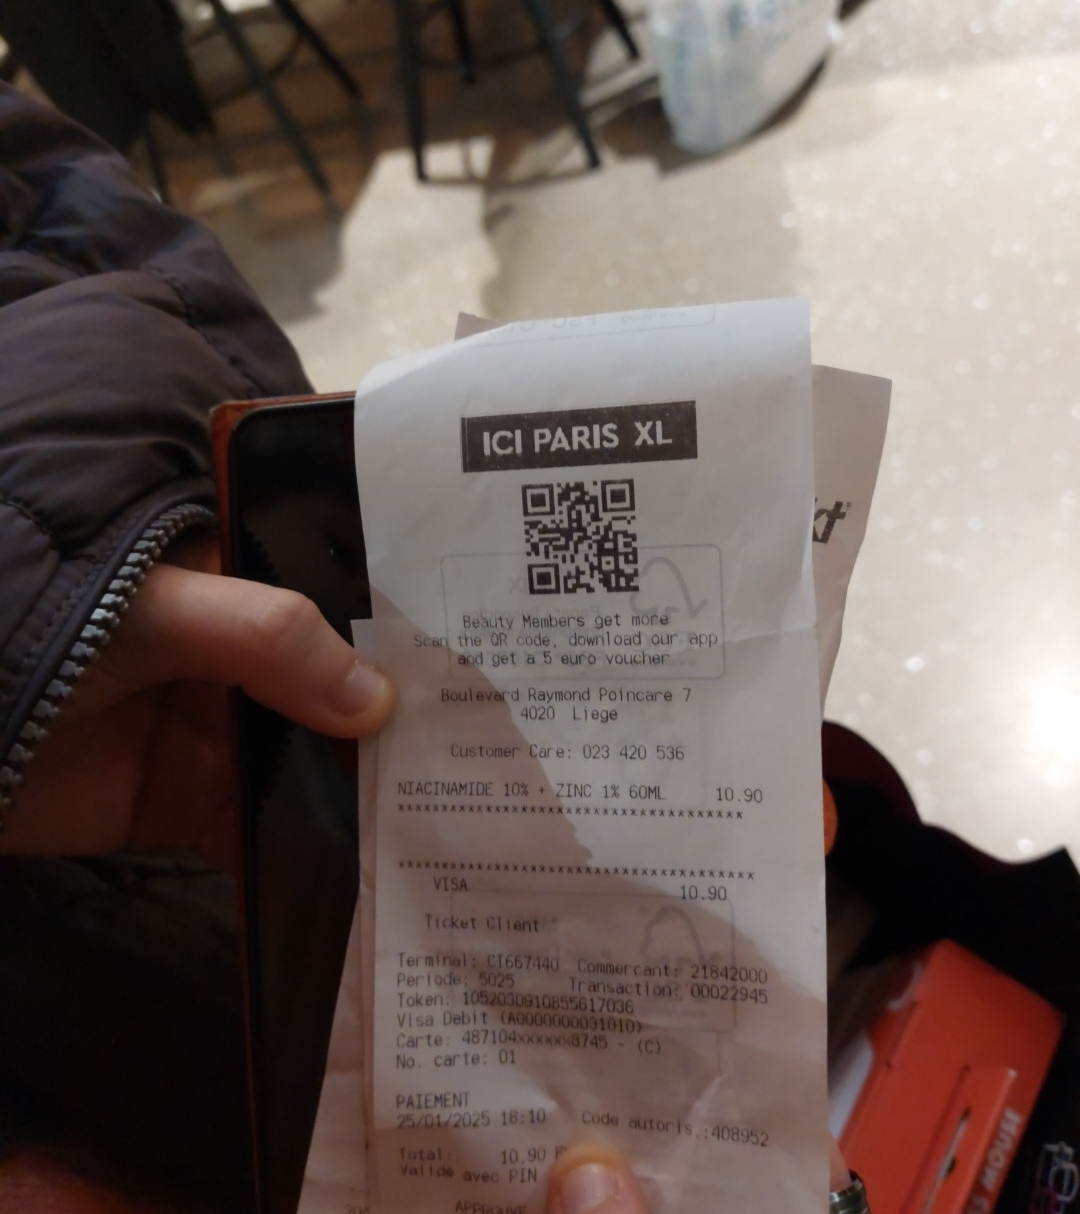 ICI PARIS XL
Beauty Members get more
Scan the QR code, download our app
and get a 5 euro voucher
Boulevard Raymond Poincare 7
4020 Liege
Customer Care: 023 420 536
NIACINAMIDE 10% + ZINC 1% 60ML 10.90
****************************************
****************************************
VISA 10.90
Ticket Client
Terminal: CT667440 Commercant: 21842000
Periode: 5025 Transaction: 00022945
Token: 1052030910855617036
Visa Debit (A0000000031010)
Carte: 487104xxxxxx8745 - (C)
No. carte: 01
PAIEMENT
25/01/2025 18:10 Code autoris.:408952
Total: 10,90
Validé avec PIN
MOUSE